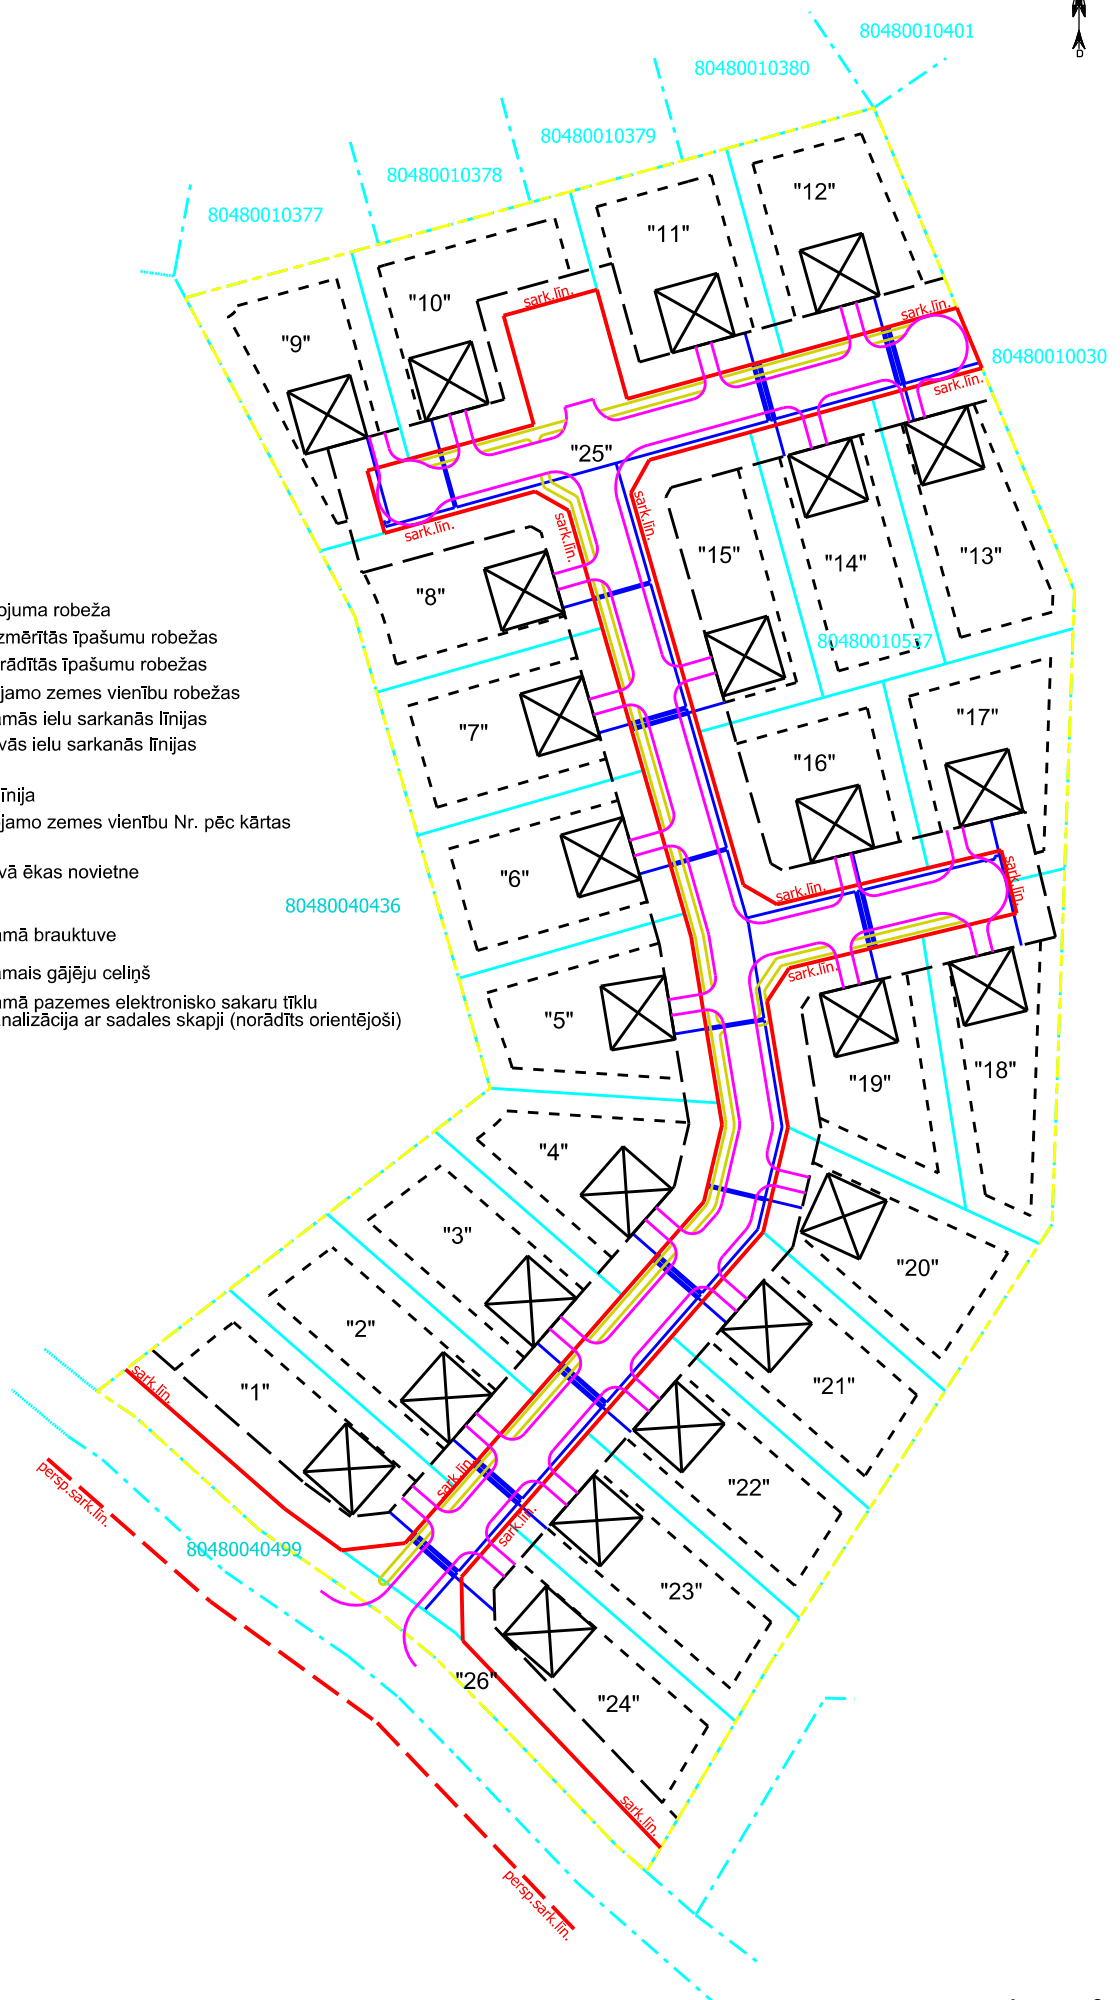 80480010401
80480010380
80480010379
80480010378
80480010377
D
"12"
"11"
"10"
"9"
sark.lin.
sark.lin.
80480010030
sark.lin.
"25"
sark.lin.
sark.lin.
sark.lin.
"15"
"14"
"13"
"8"
80480010537
ojuma robeža
zmērītās īpašumu robežas
rādītās īpašumu robežas
jamo zemes vienību robežas
amās ielu sarkanās līnijas
vās ielu sarkanās līnijas
īnija
jamo zemes vienību Nr. pēc kārtas
vā ēkas novietne
amā brauktuve
amais gājēju celiņš
amā pazemes elektronisko sakaru tīklu
nalizācija ar sadales skapji (norādīts orientējoši)
"7"
"17"
"16"
"6"
sark.lin.
sark.lin.
80480040436
sark.lin.
"5"
"19"
"18"
"4"
"3"
"20"
"2"
"21"
"1"
sark.lin.
persp.sark.lin.
sark.lin.
sark.lin.
"22"
80480040499
"23"
"26"
"24"
sark.lin.
persp.sark.lin.